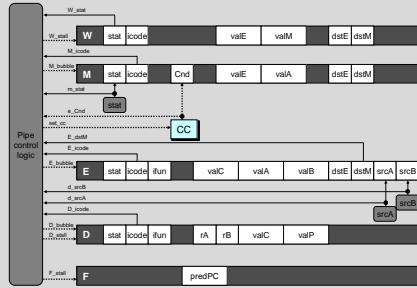 W_stat
W_stall
W stat icode valE valM dstE dstM
M_icode
M_bubble
M stat icode Cnd valE valA dstE dstM
m_stat
stat
e_Cnd
set_cc
CC
Pipe
control
logic
E_dstM
E_icode
E_bubble
E stat icode ifun valC valA valB dstE dstM srcA srcB
d_srcB
d_srcA
srcB
srcA
D_icode
D_bubble
D_stall
D stat icode ifun rA rB valC valP
F_stall
F predPC